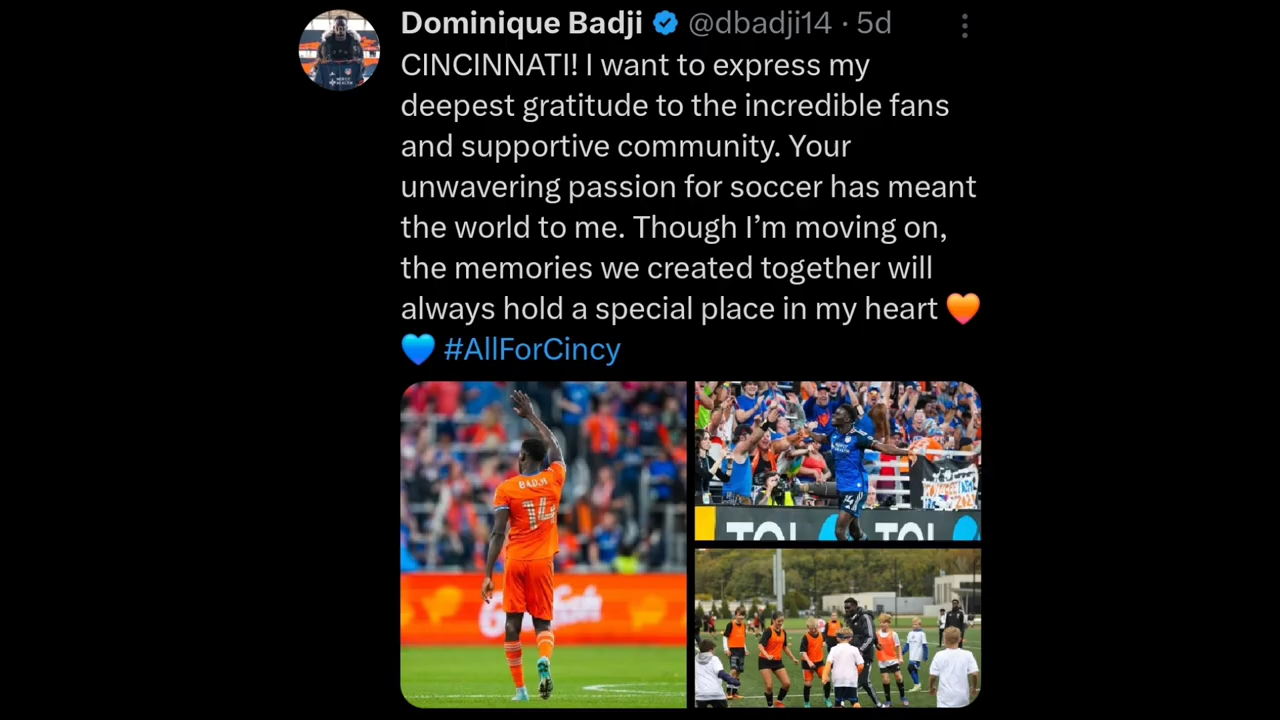 Dominique Badji @dbadji14 · 5d
CINCINNATI! I want to express my
deepest gratitude to the incredible fans
and supportive community. Your
unwavering passion for soccer has meant
the world to me. Though I’m moving on,
the memories we created together will
always hold a special place in my heart 🧡
💙 #AllForCincy
BADJI
14